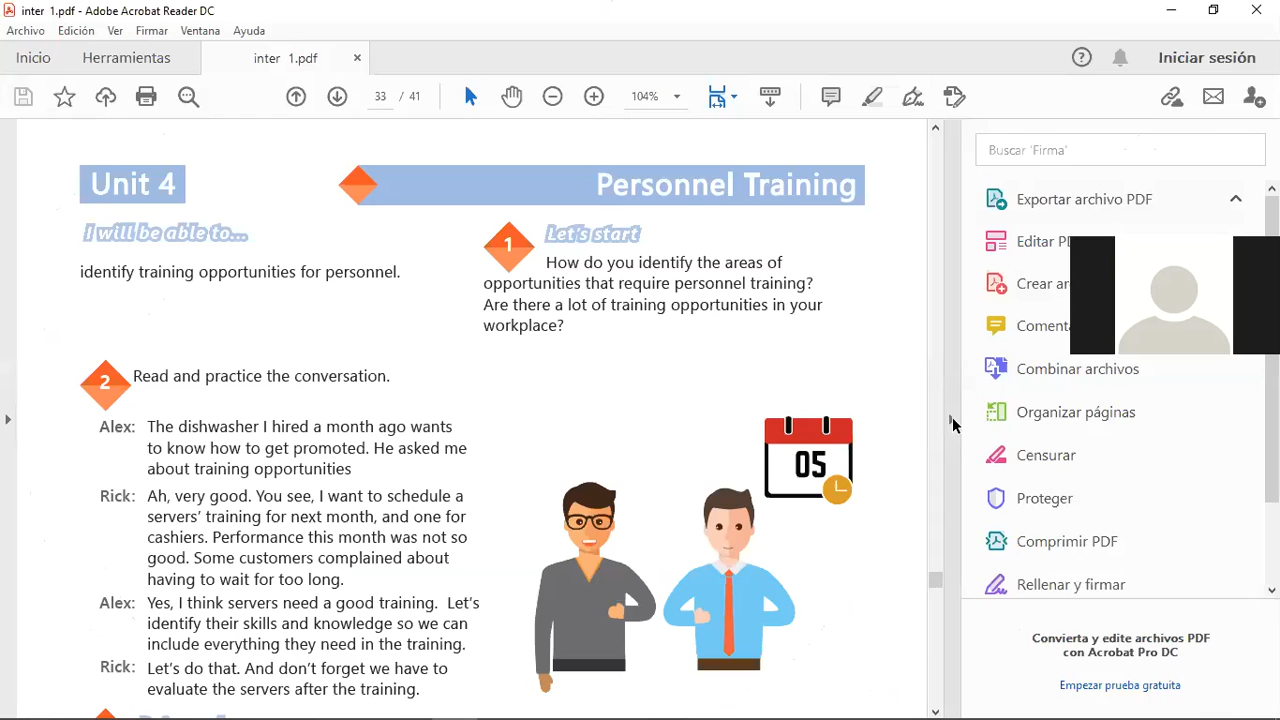 inter 1.pdf - Adobe Acrobat Reader DC
Archivo Edición Ver Firmar Ventana Ayuda
Inicio Herramientas inter 1.pdf × Iniciar sesión
33 / 41 104%
Unit 4 Personnel Training
I will be able to...
identify training opportunities for personnel.
1 Let's start
How do you identify the areas of
opportunities that require personnel training?
Are there a lot of training opportunities in your
workplace?
2 Read and practice the conversation.
Alex: The dishwasher I hired a month ago wants
to know how to get promoted. He asked me
about training opportunities
Rick: Ah, very good. You see, I want to schedule a
servers' training for next month, and one for
cashiers. Performance this month was not so
good. Some customers complained about
having to wait for too long.
Alex: Yes, I think servers need a good training. Let's
identify their skills and knowledge so we can
include everything they need in the training.
Rick: Let's do that. And don't forget we have to
evaluate the servers after the training.
05
Buscar 'Firma'
Exportar archivo PDF
Editar PD
Crear ar
Comenta
Combinar archivos
Organizar páginas
Censurar
Proteger
Comprimir PDF
Rellenar y firmar
Convierta y edite archivos PDF
con Acrobat Pro DC
Empezar prueba gratuita